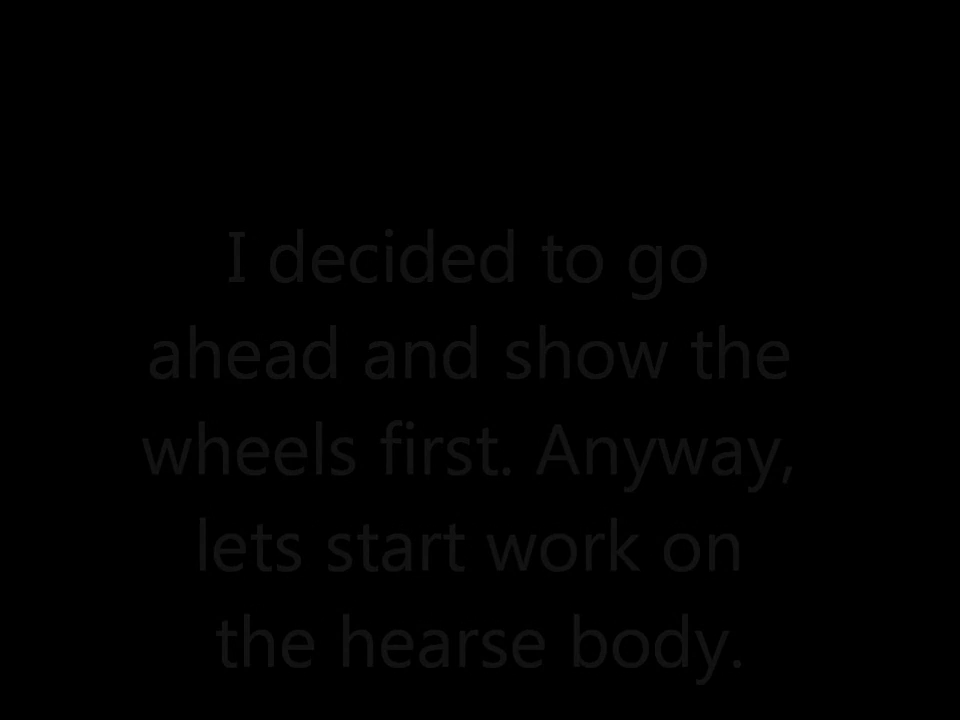 I decided to go
ahead and show the
wheels first. Anyway,
lets start work on
the hearse body.